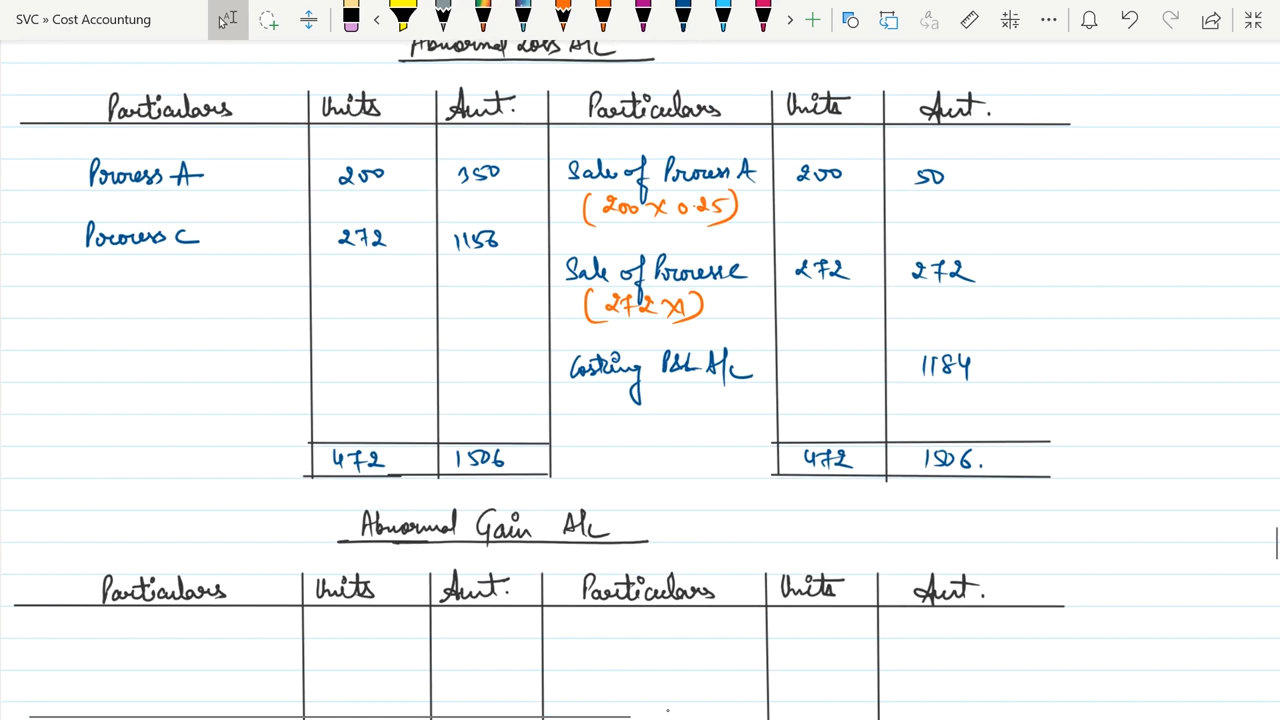 SVC » Cost Accountung
Abnormal Loss A/c
Particulars Units Amt. Particulars Units Amt.
Process A 200 350 Sale of Process A 200 50
(200 x 0.25)
Process C 272 1156
Sale of Process C 272 272
(272 x 1)
Costing P&L A/c 1184
472 1506 472 1506.
Abnormal Gain A/c
Particulars Units Amt. Particulars Units Amt.